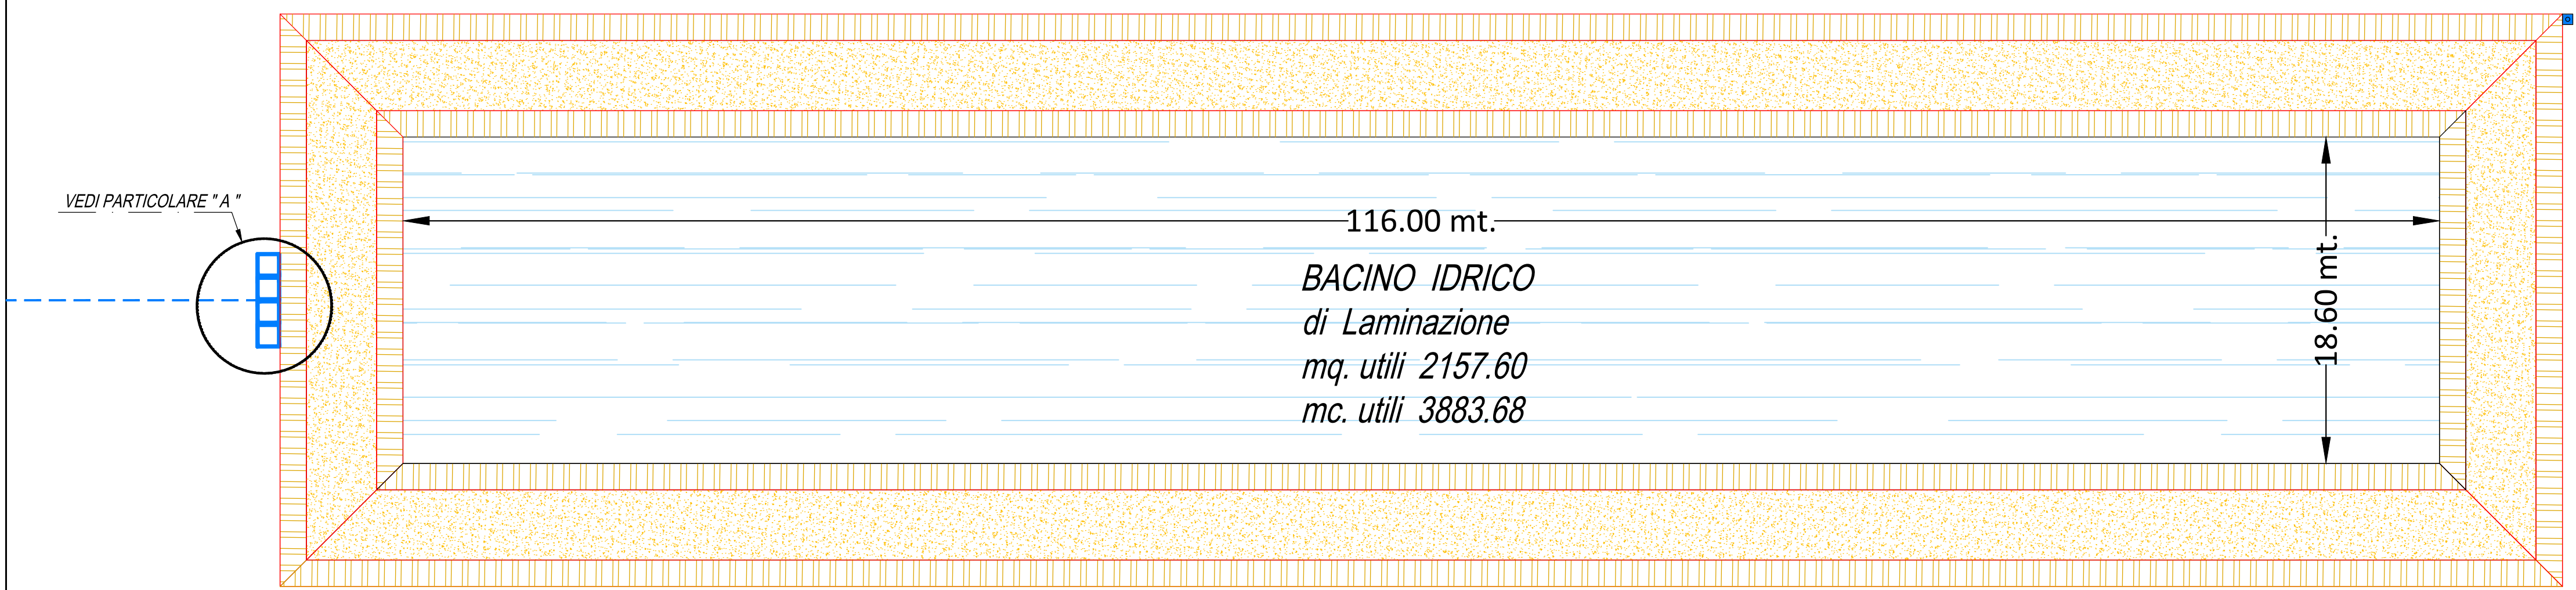 VEDI PARTICOLARE " A "
116.00 mt.
18.60 mt.
BACINO IDRICO
di Laminazione
mq. utili 2157.60
mc. utili 3883.68